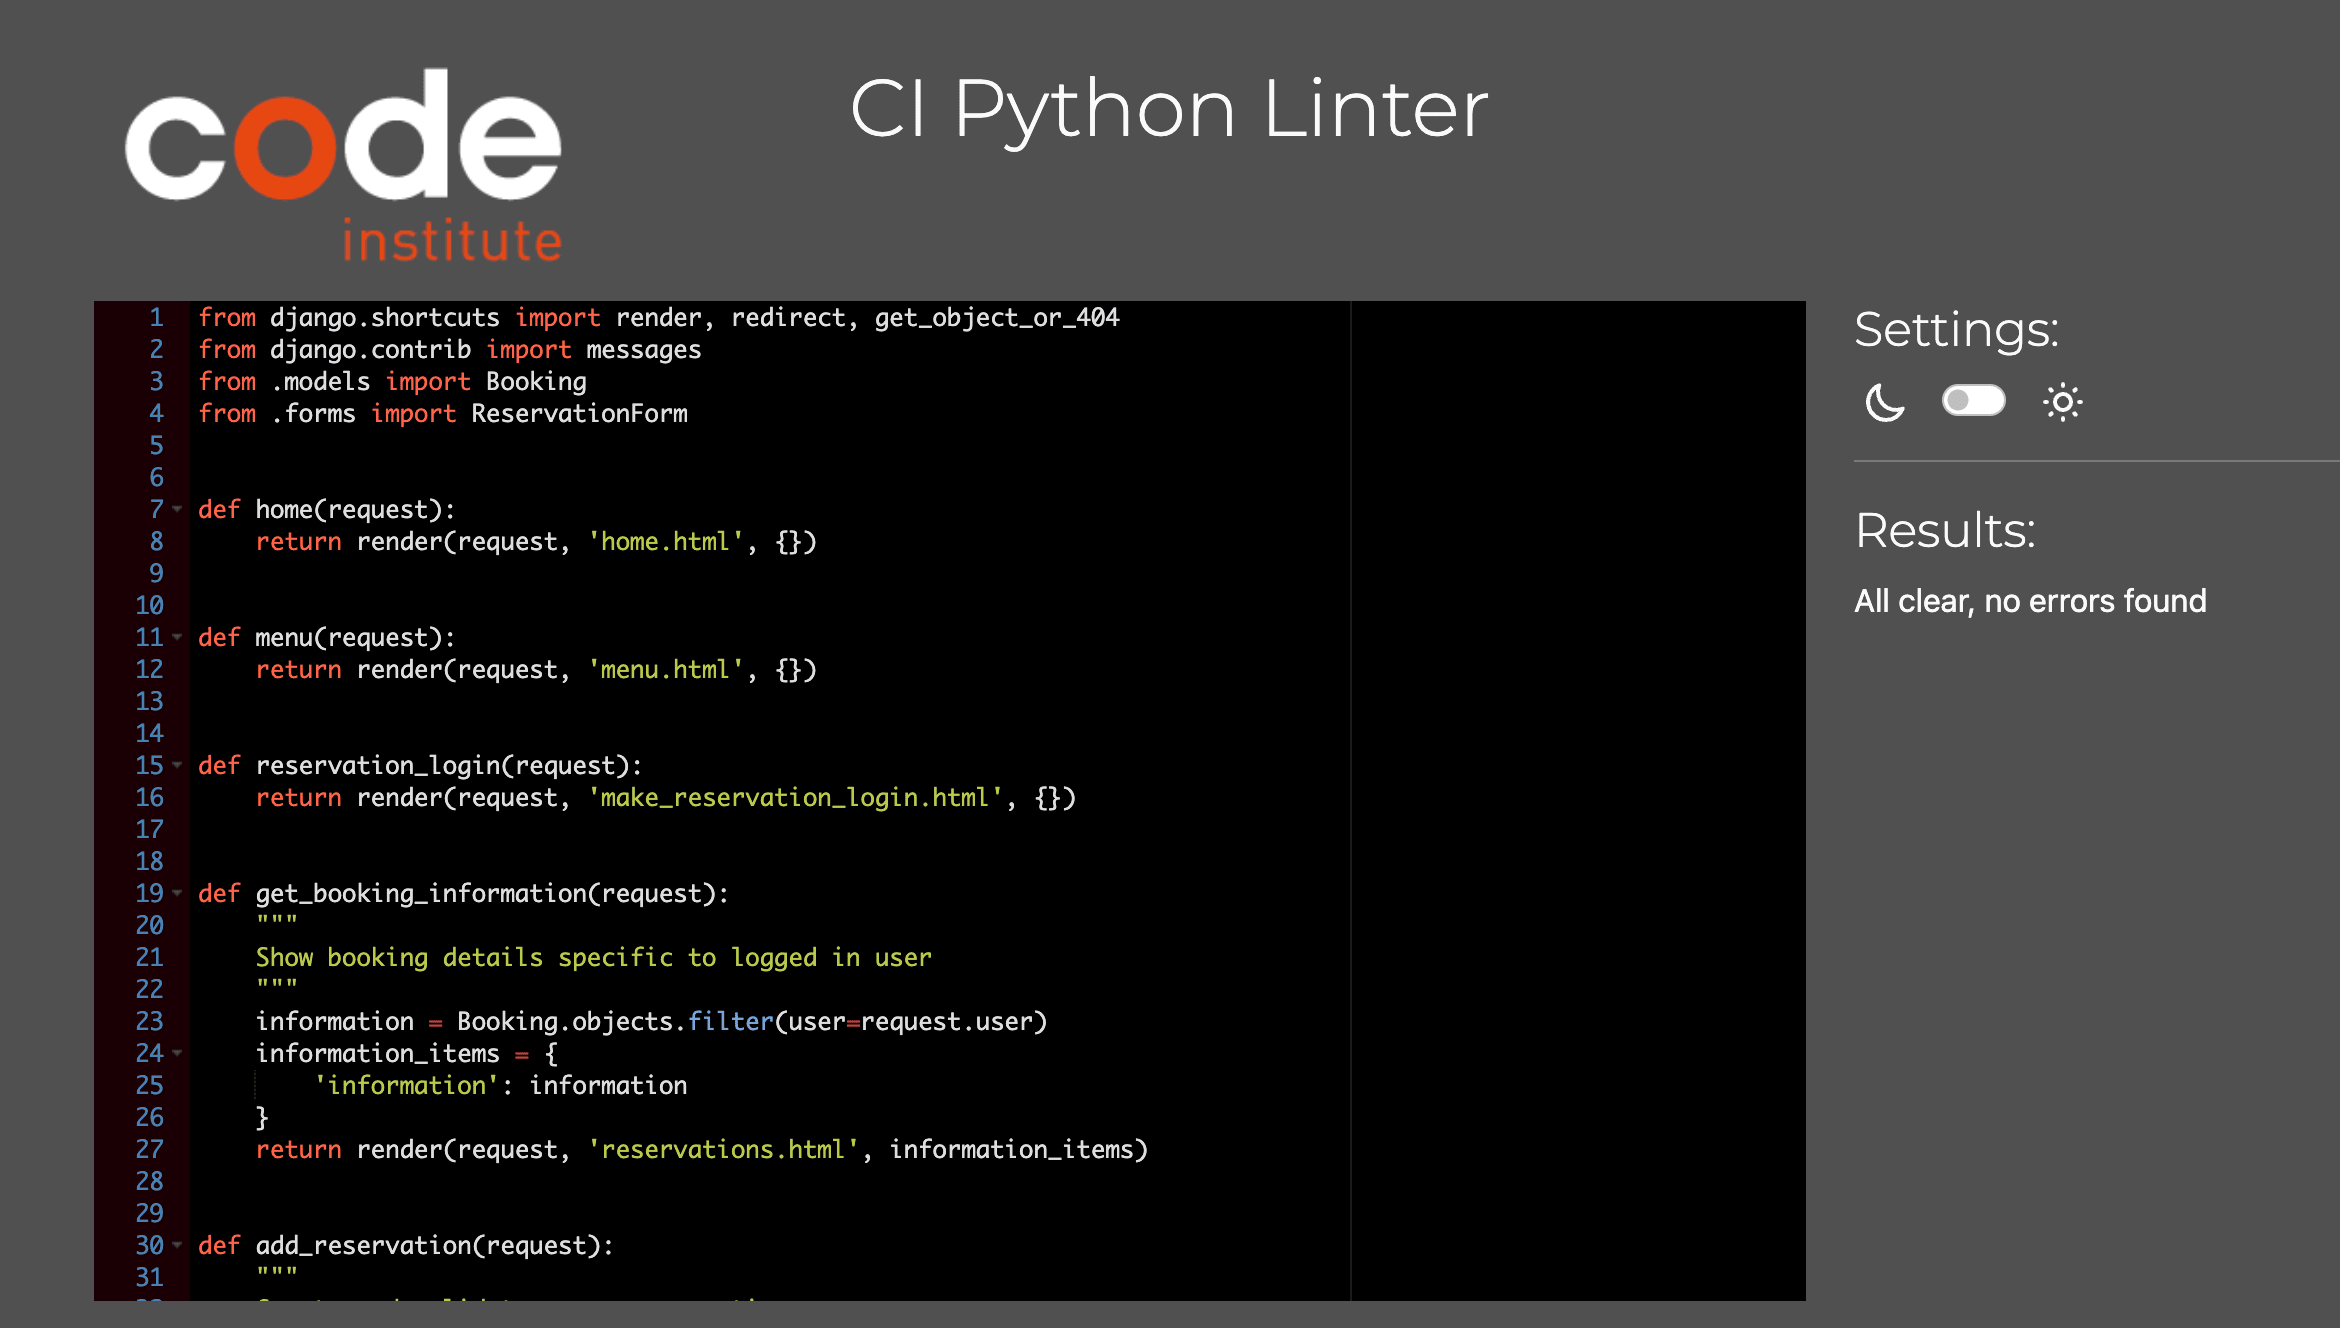 code
institute
CI Python Linter
1 from django.shortcuts import render, redirect, get_object_or_404
2 from django.contrib import messages
3 from .models import Booking
4 from .forms import ReservationForm
5
6
7 def home(request):
8     return render(request, 'home.html', {})
9
10
11 def menu(request):
12     return render(request, 'menu.html', {})
13
14
15 def reservation_login(request):
16     return render(request, 'make_reservation_login.html', {})
17
18
19 def get_booking_information(request):
20     """
21     Show booking details specific to logged in user
22     """
23     information = Booking.objects.filter(user=request.user)
24     information_items = {
25         'information': information
26     }
27     return render(request, 'reservations.html', information_items)
28
29
30 def add_reservation(request):
31     """
Settings:
Results:
All clear, no errors found